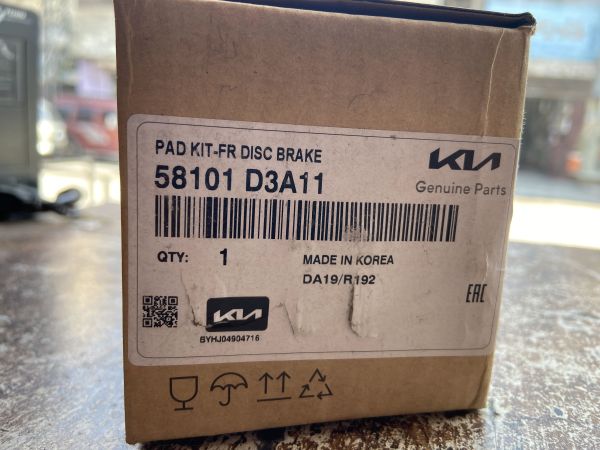 PAD KIT-FR DISC BRAKE
58101 D3A11
KIA
Genuine Parts
QTY: 1
MADE IN KOREA
DA19/R192
EAC
KIA
BYHJ04904716